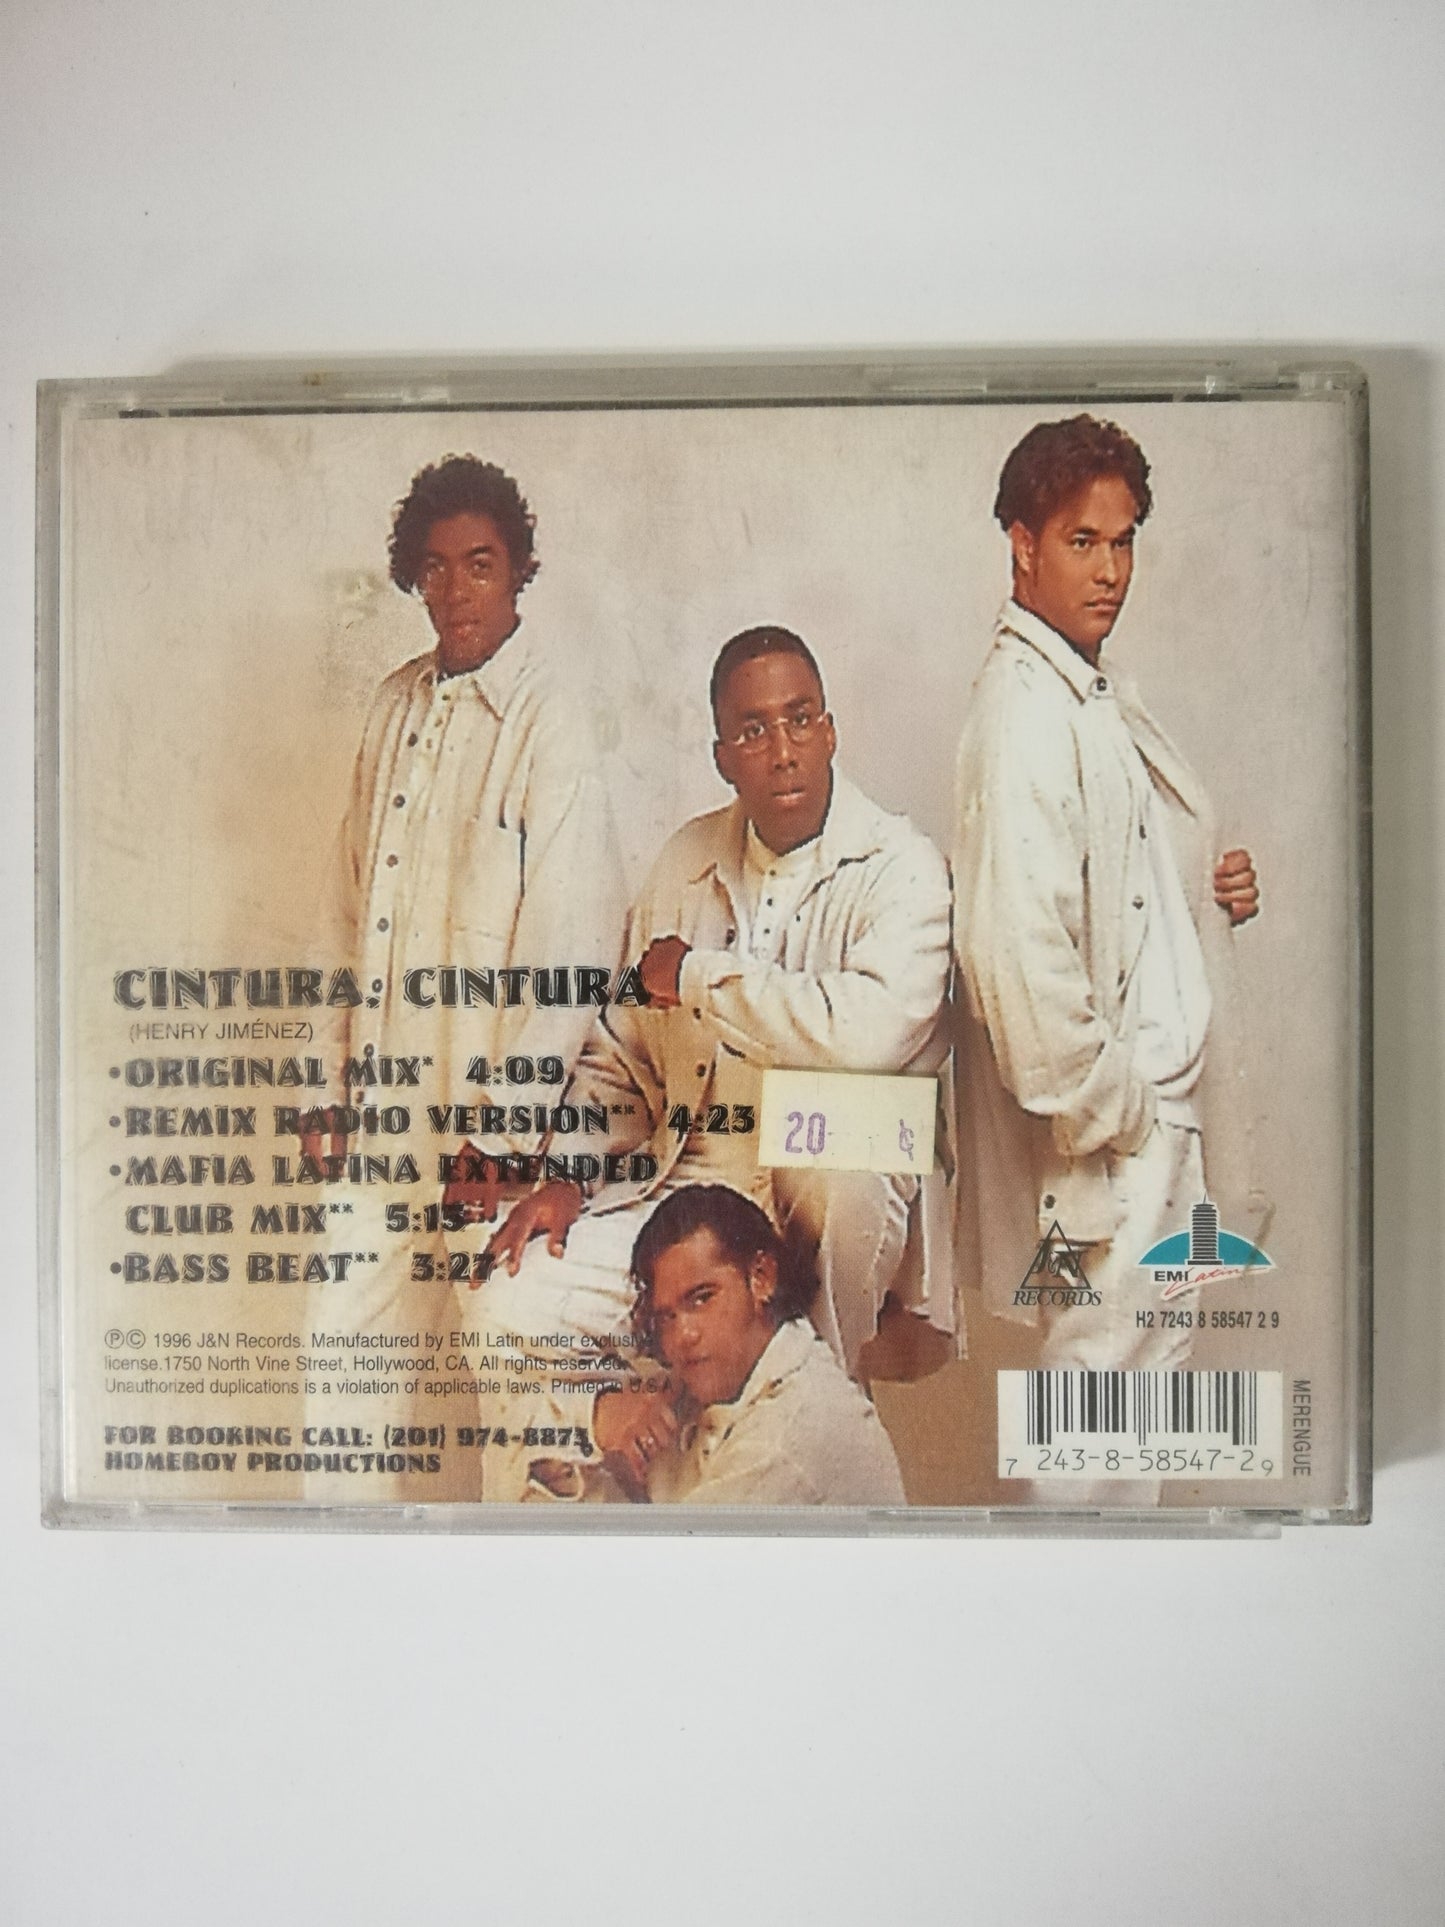 CINTURA, CINTURA
(HENRY JIMÉNEZ)
•ORIGINAL MIX* 4:09
•REMIX RADIO VERSION** 4:23
•MAFIA LATINA EXTENDED
CLUB MIX** 5:15
•BASS BEAT** 3:27
20
ⓅⒸ 1996 J&N Records. Manufactured by EMI Latin under exclusive
license.1750 North Vine Street, Hollywood, CA. All rights reserved.
Unauthorized duplications is a violation of applicable laws. Printed in U.S.A.
FOR BOOKING CALL: (201) 974-8873
HOMEBOY PRODUCTIONS
J&N
RECORDS
EMI Latin
H2 7243 8 58547 2 9
7 243-8-58547-2 9
MERENGUE